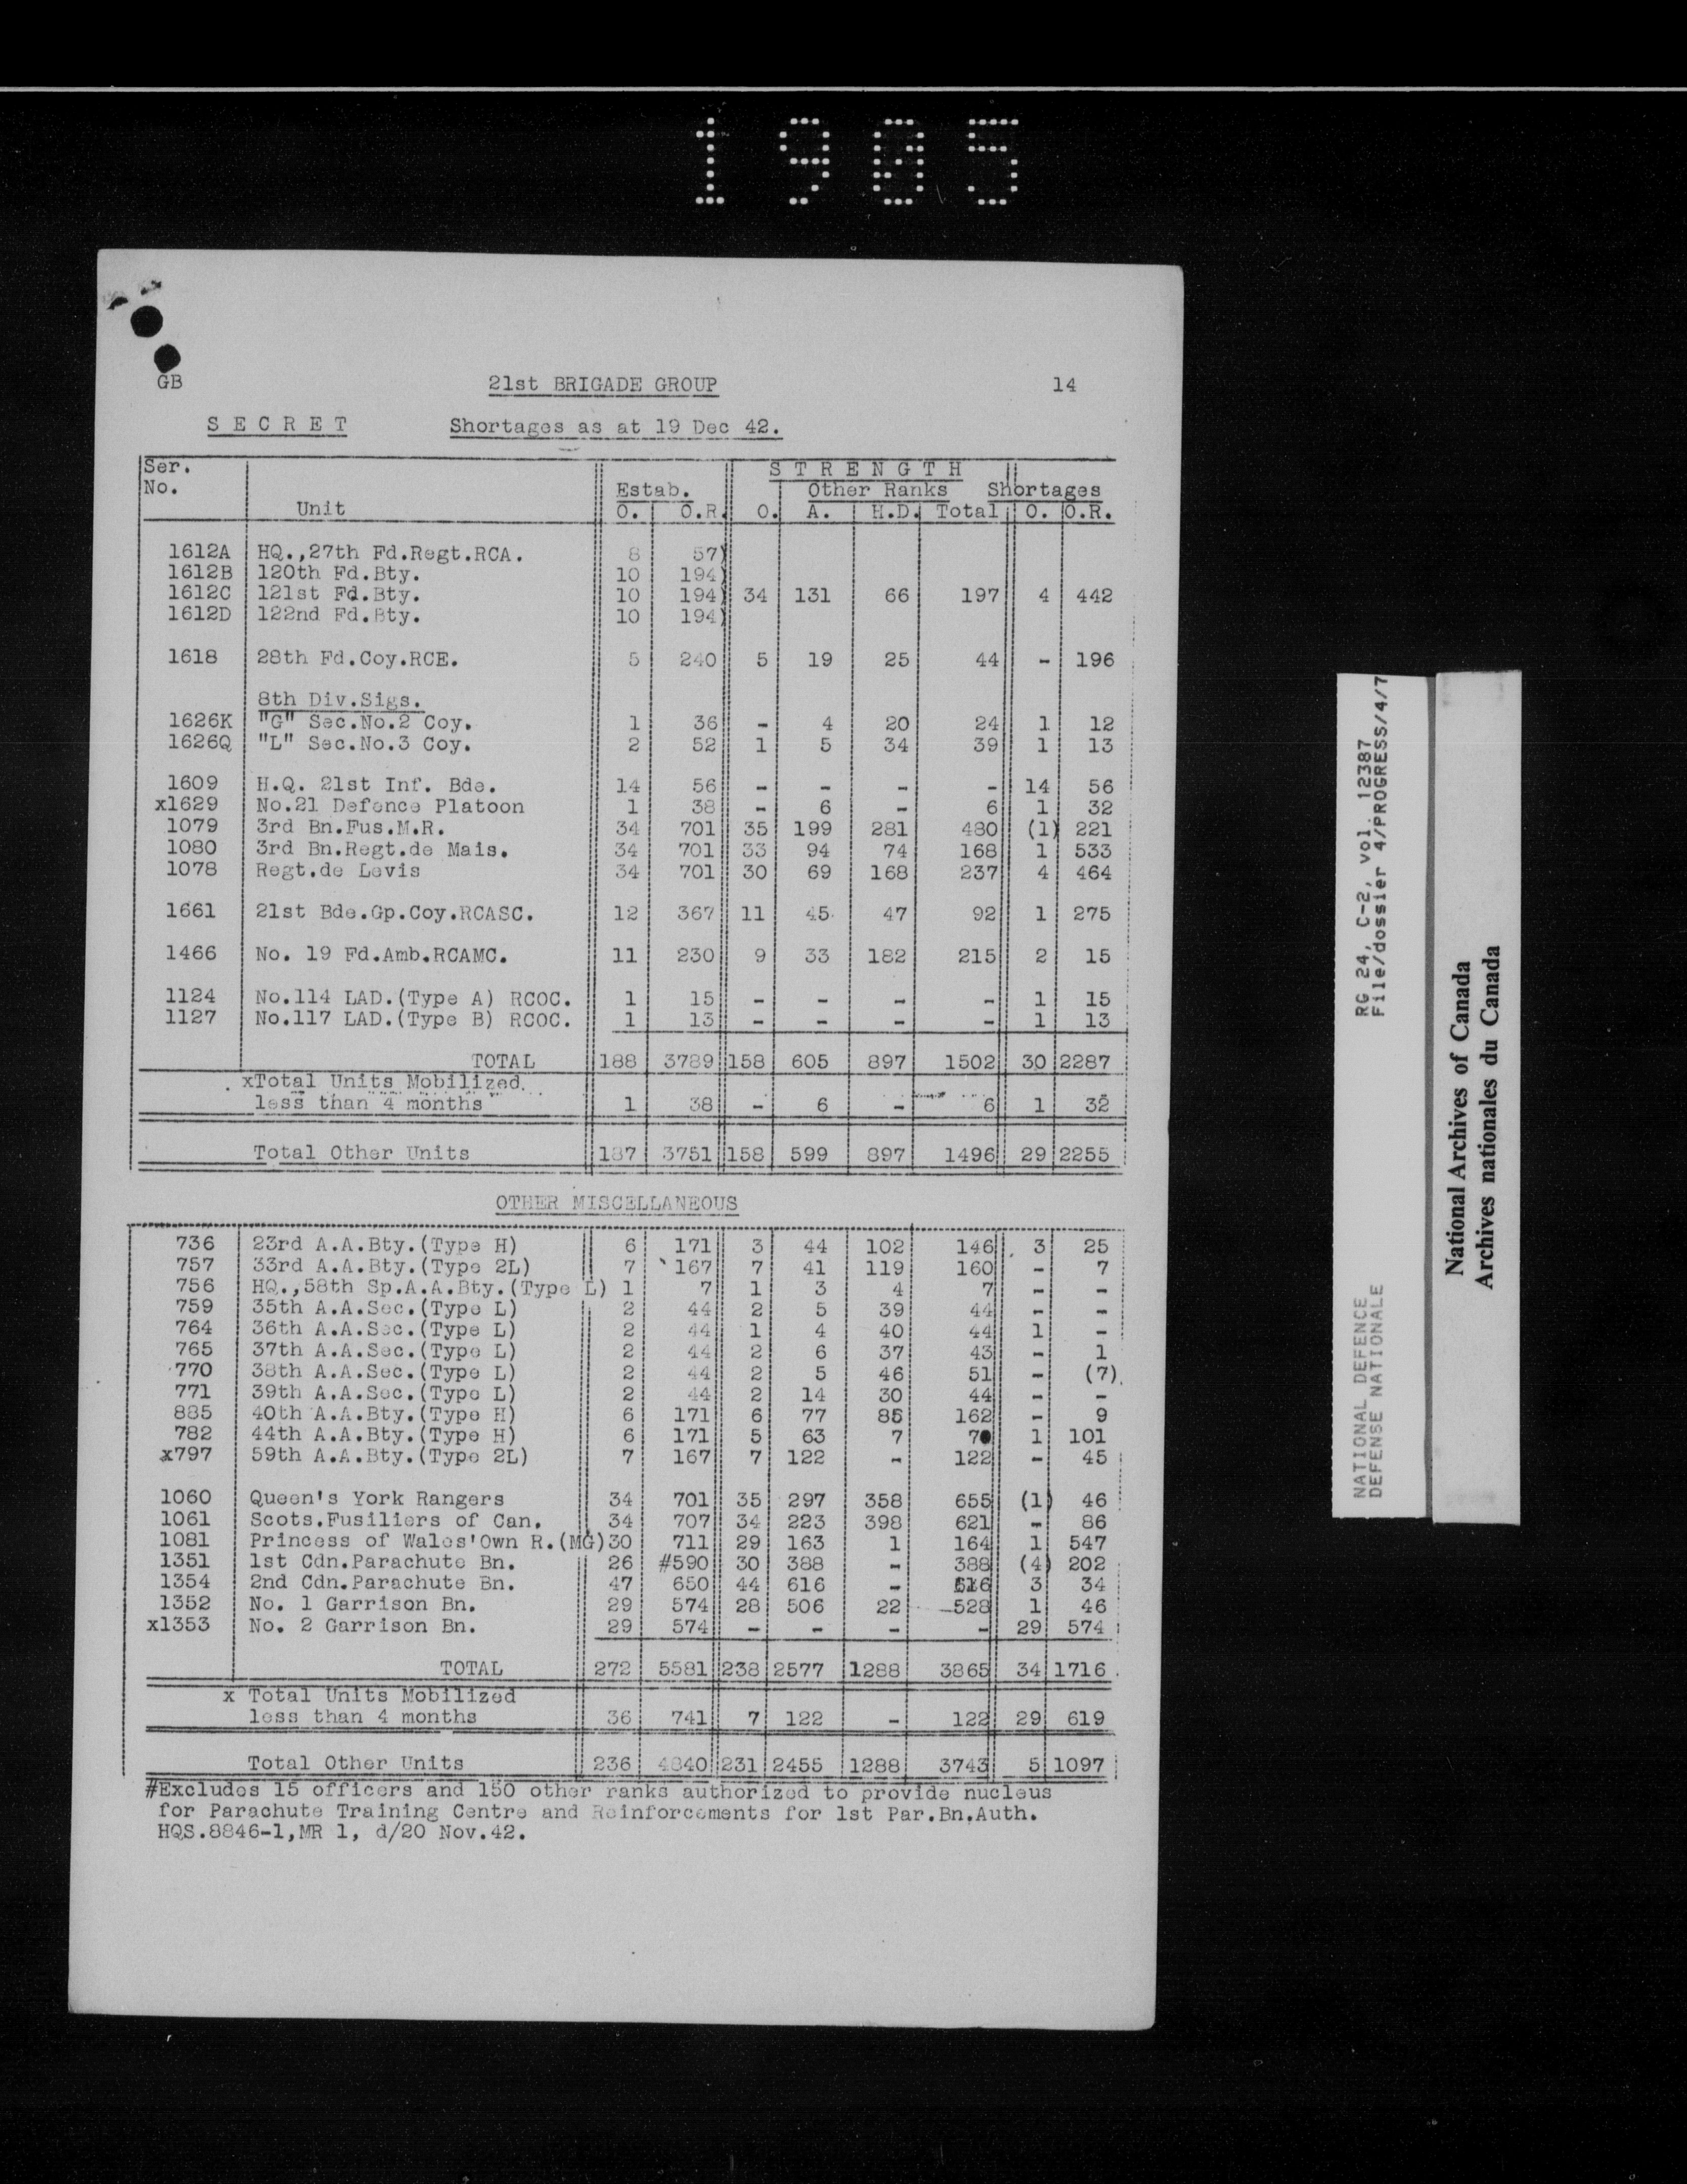 1905
GB 21st BRIGADE GROUP 14
S E C R E T Shortages as at 19 Dec 42.
Ser. S T R E N G T H
No. Estab. Other Ranks Shortages
Unit O. O.R. O. A. H.D. Total O. O.R.
1612A HQ.,27th Fd.Regt.RCA. 8 57)
1612B 120th Fd.Bty. 10 194)
1612C 121st Fd.Bty. 10 194) 34 131 66 197 4 442
1612D 122nd Fd.Bty. 10 194)
1618 28th Fd.Coy.RCE. 5 240 5 19 25 44 - 196
8th Div.Sigs.
1626K "G" Sec.No.2 Coy. 1 36 - 4 20 24 1 12
1626Q "L" Sec.No.3 Coy. 2 52 1 5 34 39 1 13
1609 H.Q. 21st Inf. Bde. 14 56 - - - - 14 56
x1629 No.21 Defence Platoon 1 38 - 6 - 6 1 32
1079 3rd Bn.Fus.M.R. 34 701 35 199 281 480 (1) 221
1080 3rd Bn.Regt.de Mais. 34 701 33 94 74 168 1 533
1078 Regt.de Levis 34 701 30 69 168 237 4 464
1661 21st Bde.Gp.Coy.RCASC. 12 367 11 45 47 92 1 275
1466 No. 19 Fd.Amb.RCAMC. 11 230 9 33 182 215 2 15
1124 No.114 LAD.(Type A) RCOC. 1 15 - - - - 1 15
1127 No.117 LAD.(Type B) RCOC. 1 13 - - - - 1 13
TOTAL 188 3789 158 605 897 1502 30 2287
xTotal Units Mobilized
less than 4 months 1 38 - 6 - 6 1 32
Total Other Units 187 3751 158 599 897 1496 29 2255
OTHER MISCELLANEOUS
736 23rd A.A.Bty.(Type H) 6 171 3 44 102 146 3 25
757 33rd A.A.Bty.(Type 2L) 7 167 7 41 119 160 - 7
756 HQ.,58th Sp.A.A.Bty.(Type L) 1 7 1 3 4 7 - -
759 35th A.A.Sec.(Type L) 2 44 2 5 39 44 - -
764 36th A.A.Sec.(Type L) 2 44 1 4 40 44 1 -
765 37th A.A.Sec.(Type L) 2 44 2 6 37 43 - 1
770 38th A.A.Sec.(Type L) 2 44 2 5 46 51 - (7)
771 39th A.A.Sec.(Type L) 2 44 2 14 30 44 - -
885 40th A.A.Bty.(Type H) 6 171 6 77 85 162 - 9
782 44th A.A.Bty.(Type H) 6 171 5 63 7 70 1 101
x797 59th A.A.Bty.(Type 2L) 7 167 7 122 - 122 - 45
1060 Queen's York Rangers 34 701 35 297 358 655 (1) 46
1061 Scots.Fusiliers of Can. 34 707 34 223 398 621 - 86
1081 Princess of Wales'Own R.(MG) 30 711 29 163 1 164 1 547
1351 1st Cdn.Parachute Bn. 26 #590 30 388 - 388 (4) 202
1354 2nd Cdn.Parachute Bn. 47 650 44 616 - 616 3 34
1352 No. 1 Garrison Bn. 29 574 28 506 22 528 1 46
x1353 No. 2 Garrison Bn. 29 574 - - - - 29 574
TOTAL 272 5581 238 2577 1288 3865 34 1716
x Total Units Mobilized
less than 4 months 36 741 7 122 - 122 29 619
Total Other Units 236 4840 231 2455 1288 3743 5 1097
#Excludes 15 officers and 150 other ranks authorized to provide nucleus
for Parachute Training Centre and Reinforcements for 1st Par.Bn.Auth.
HQS.8846-1,MR 1, d/20 Nov.42.
NATIONAL DEFENCE RG 24, C-2, vol. 12387
DEFENSE NATIONALE File/dossier 4/PROGRESS/4/7
National Archives of Canada
Archives nationales du Canada